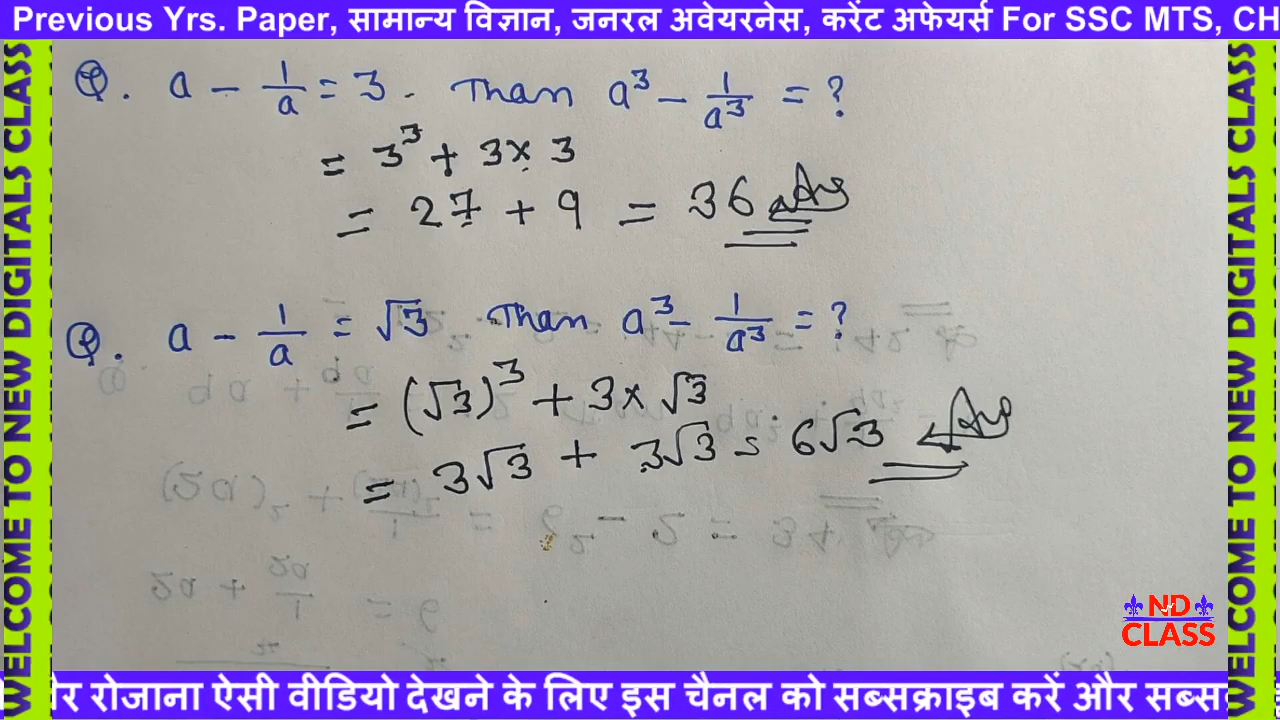 Previous Yrs. Paper, सामान्य विज्ञान, जनरल अवेयरनेस, करेंट अफेयर्स For SSC MTS, CH
WELCOME TO NEW DIGITALS CLASS
Q. a - 1/a = 3. Than a³ - 1/a³ = ?
= 3³ + 3 × 3
= 27 + 9 = 36 Ans
Q. a - 1/a = √3 Than a³ - 1/a³ = ?
= (√3)³ + 3 × √3
= 3√3 + 3√3 = 6√3 Ans
ND
CLASS
WELCOME TO NEW DIGITALS CLASS
रोजाना ऐसी वीडियो देखने के लिए इस चैनल को सब्सक्राइब करें और